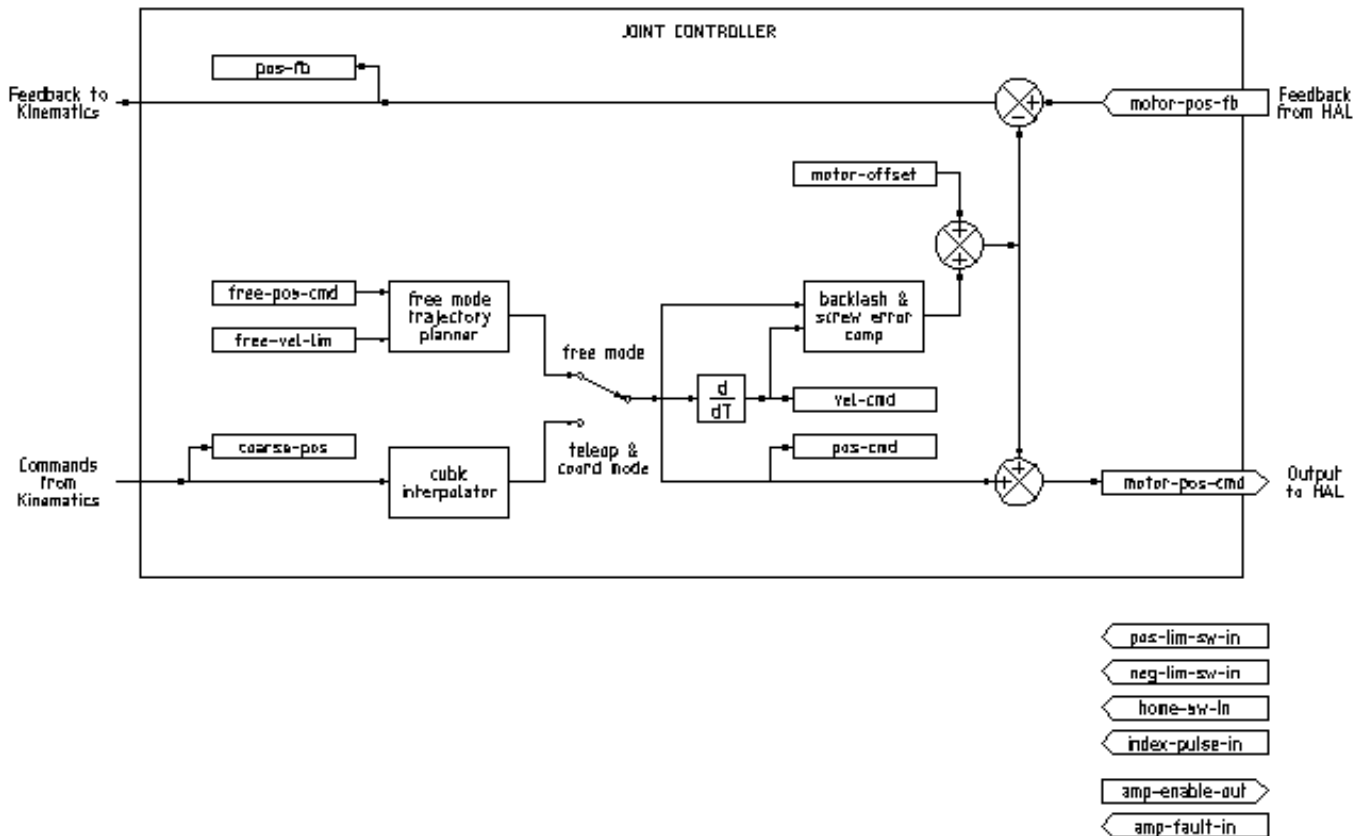 JOINT CONTROLLER
pos-fb
Feedback to
Kinematics
motor-pos-fb
Feedback
from HAL
+
−
motor-offset
+
+
free-pos-cmd
free-vel-lim
free mode
trajectory
planner
backlash &
screw error
comp
free mode
d
dT
vel-cmd
coarse-pos
teleop &
coord mode
pos-cmd
Commands
from
Kinematics
cubic
interpolator
+
+
motor-pos-cmd
Output
to HAL
pos-lim-sw-in
neg-lim-sw-in
home-sw-in
index-pulse-in
amp-enable-out
amp-fault-in